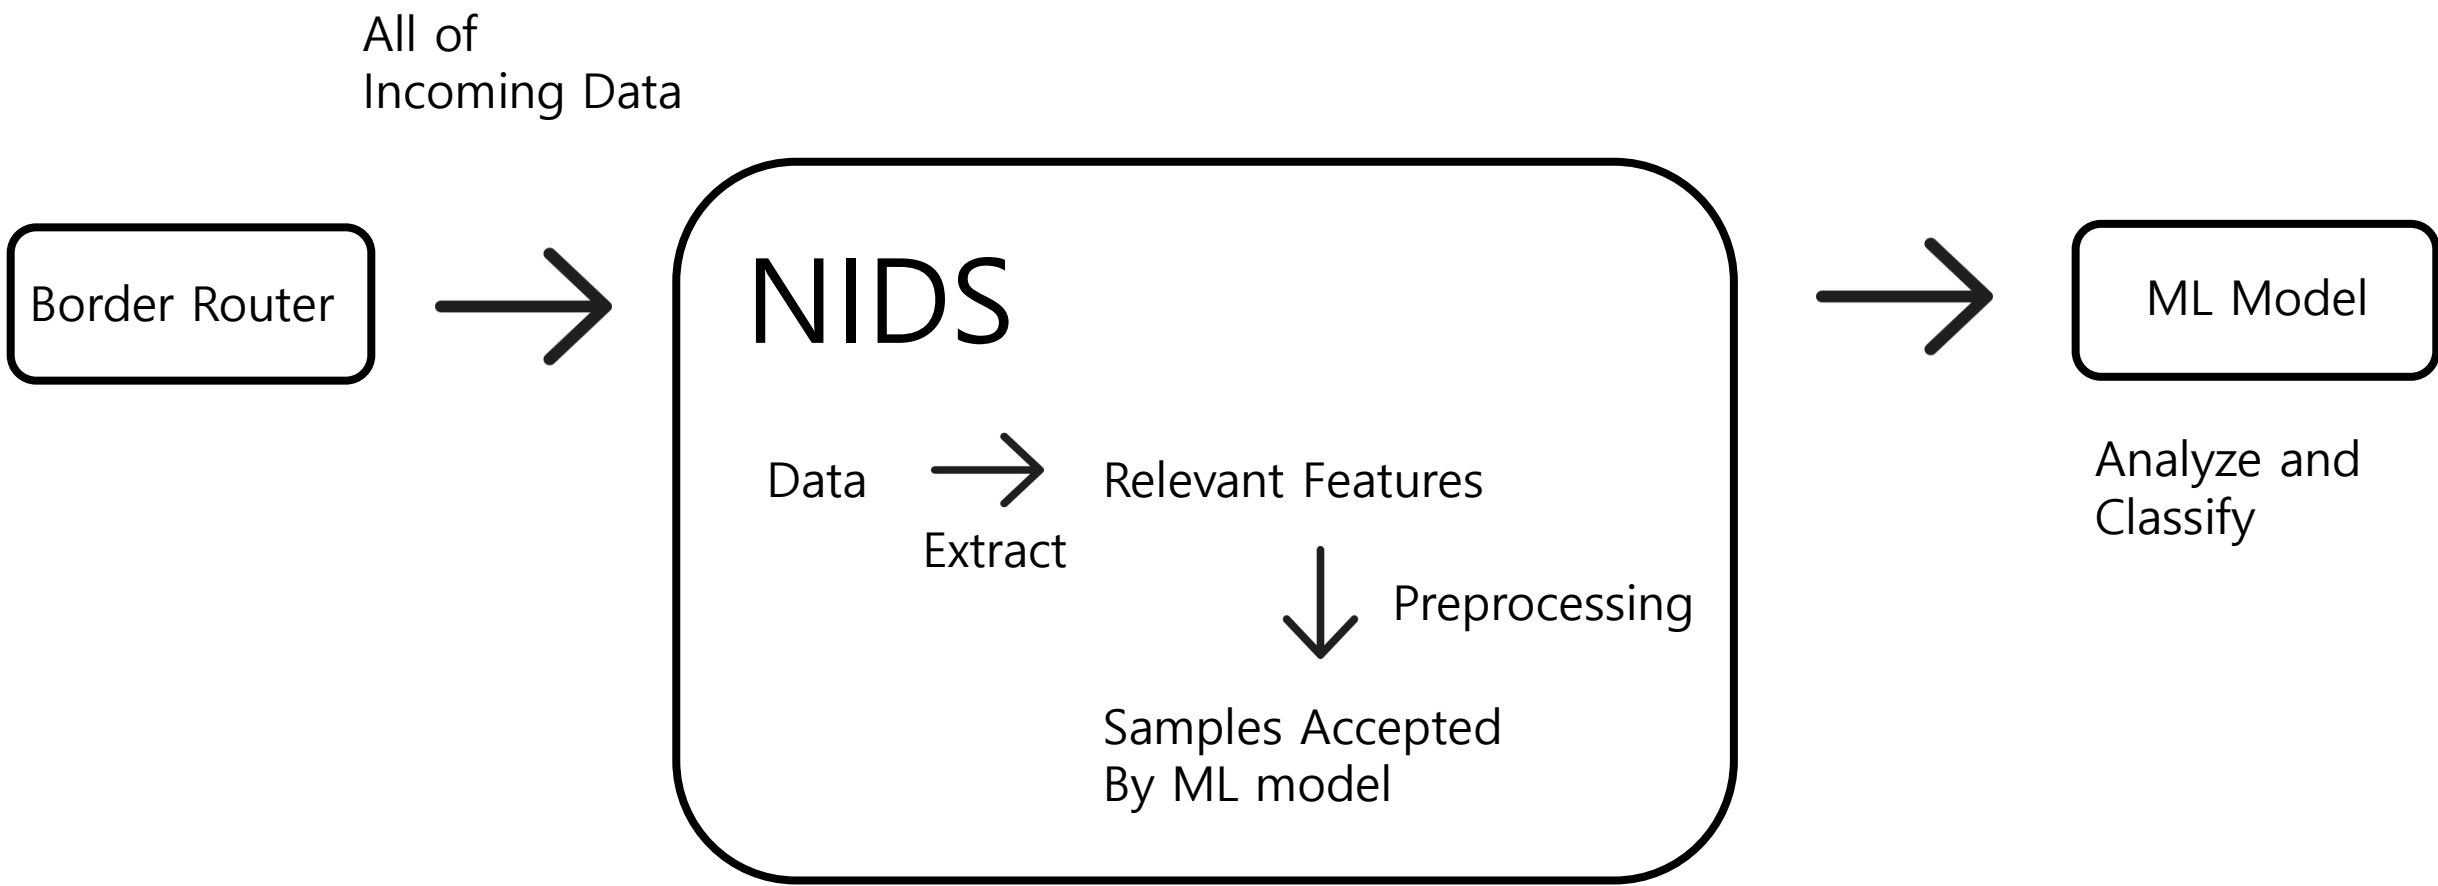 All of
Incoming Data
Border Router
NIDS
ML Model
Data
Relevant Features
Extract
Analyze and
Classify
Preprocessing
Samples Accepted
By ML model